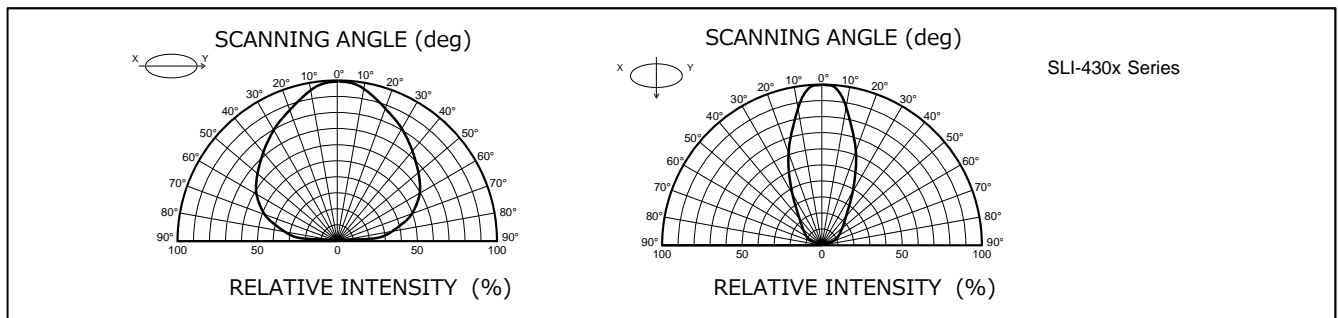 SCANNING ANGLE (deg)
X Y
0°
10° 10°
20° 20°
30° 30°
40° 40°
50° 50°
60° 60°
70° 70°
80° 80°
90° 90°
100 50 0 50 100
RELATIVE INTENSITY (%)
SCANNING ANGLE (deg)
X Y
0°
10° 10°
20° 20°
30° 30°
40° 40°
50° 50°
60° 60°
70° 70°
80° 80°
90° 90°
100 50 0 50 100
RELATIVE INTENSITY (%)
SLI-430x Series